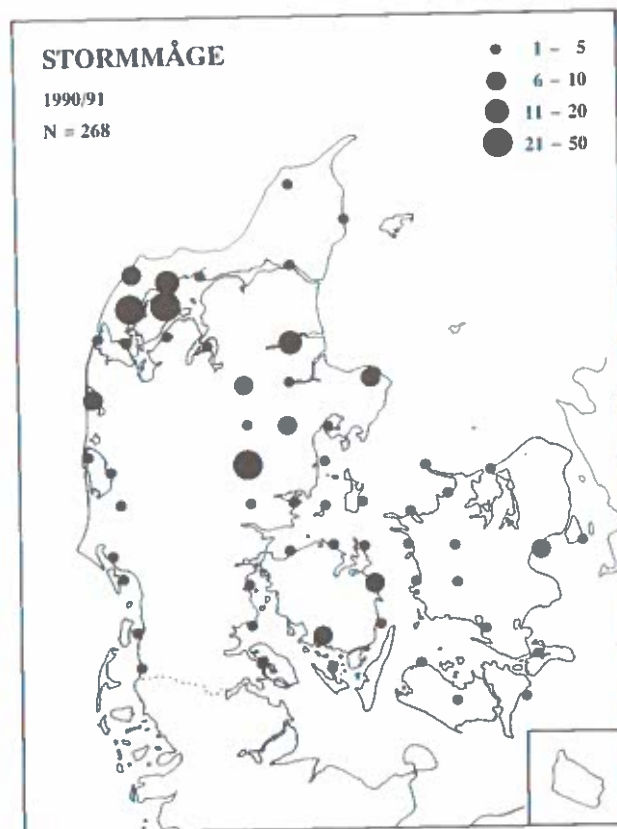 STORMMÅGE
1990/91
N = 268
1 – 5
6 – 10
11 – 20
21 – 50